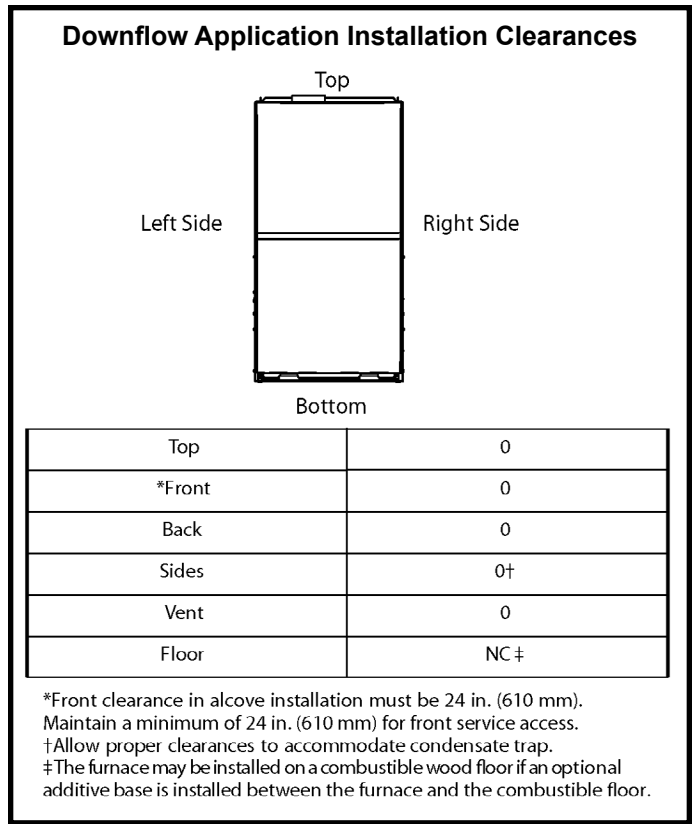 Downflow Application Installation Clearances
Top
Left Side
Right Side
Bottom
Top 0
*Front 0
Back 0
Sides 0†
Vent 0
Floor NC ‡
*Front clearance in alcove installation must be 24 in. (610 mm).
Maintain a minimum of 24 in. (610 mm) for front service access.
†Allow proper clearances to accommodate condensate trap.
‡The furnace may be installed on a combustible wood floor if an optional
additive base is installed between the furnace and the combustible floor.